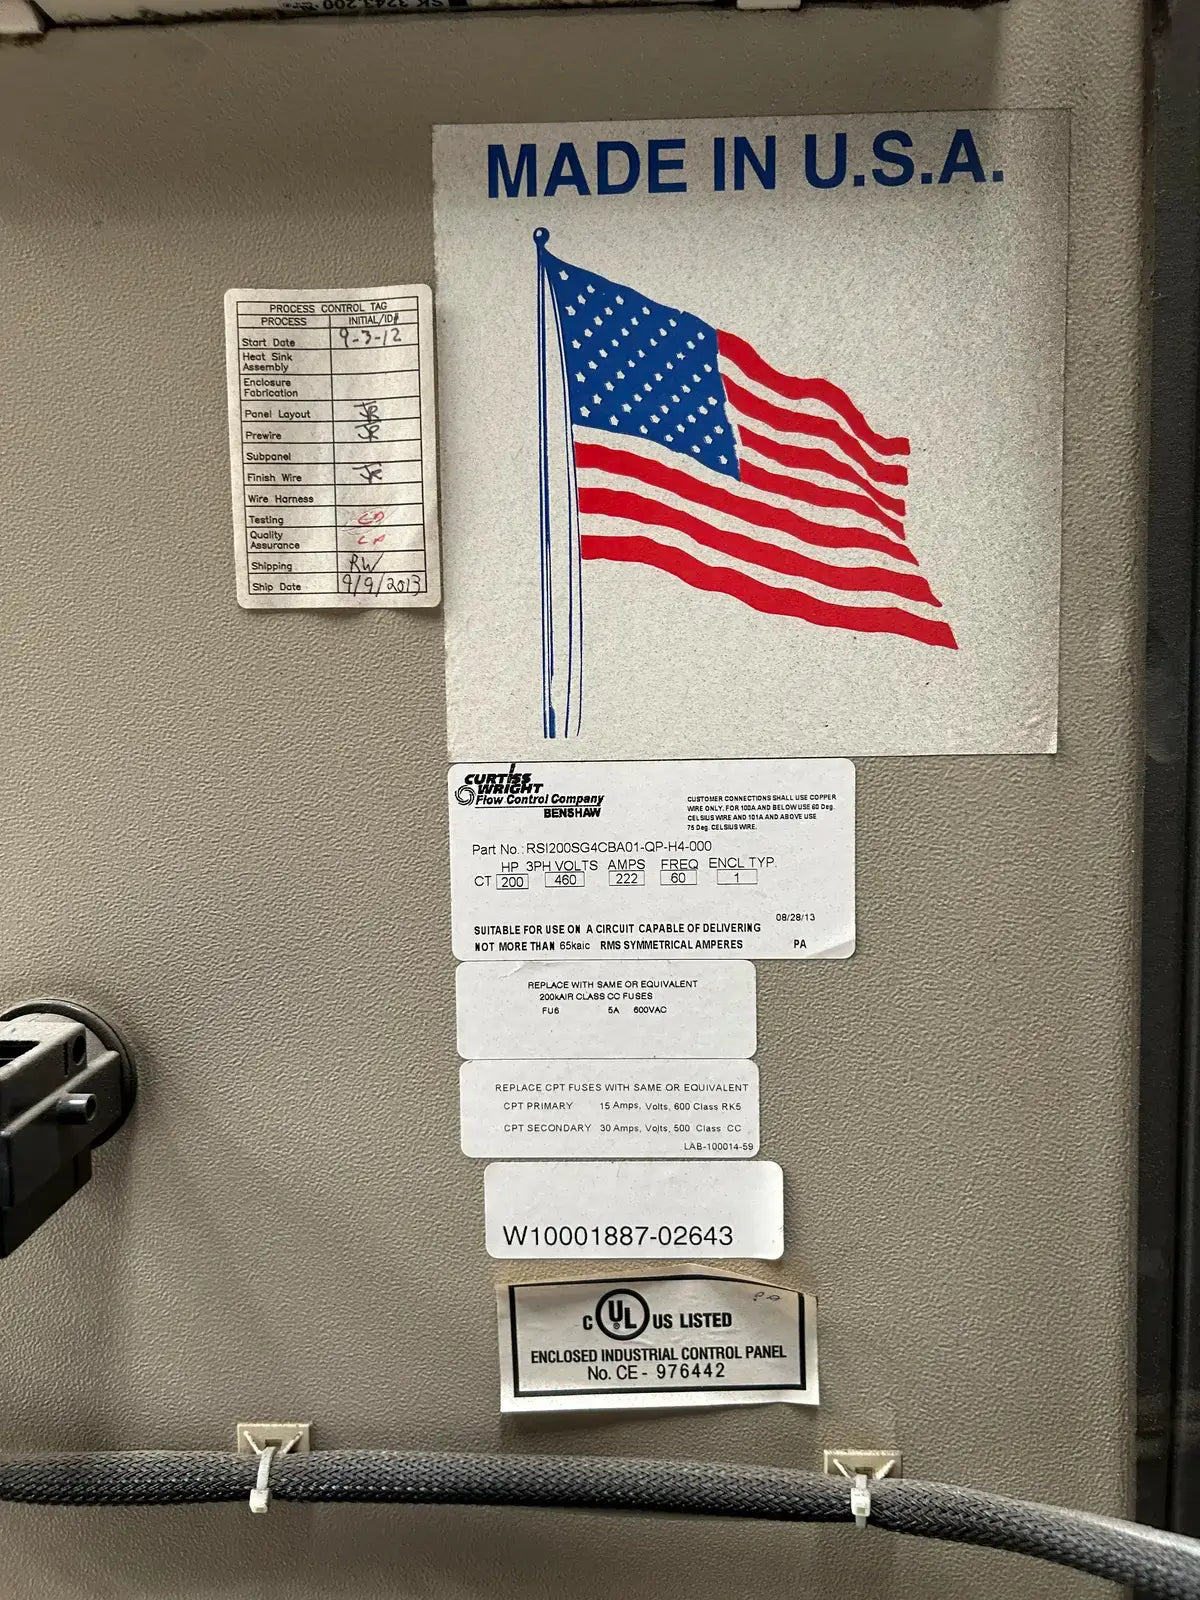 SK 3243.200
MADE IN U.S.A.
PROCESS CONTROL TAG
PROCESS INITIAL/ID#
Start Date 9-3-12
Heat Sink
Assembly
Enclosure
Fabrication
Panel Layout
Prewire
Subpanel
Finish Wire
Wire Harness
Testing CD
Quality
Assurance
Shipping RW
Ship Date 9/9/2013
CURTISS
WRIGHT
Flow Control Company
BENSHAW
CUSTOMER CONNECTIONS SHALL USE COPPER
WIRE ONLY. FOR 100A AND BELOW USE 60 Deg.
CELSIUS WIRE AND 101A AND ABOVE USE
75 Deg. CELSIUS WIRE.
Part No.: RSI200SG4CBA01-QP-H4-000
HP 3PH VOLTS AMPS FREQ ENCL TYP.
CT 200 460 222 60 1
08/28/13
SUITABLE FOR USE ON A CIRCUIT CAPABLE OF DELIVERING
NOT MORE THAN 65kaic RMS SYMMETRICAL AMPERES PA
REPLACE WITH SAME OR EQUIVALENT
200kAIR CLASS CC FUSES
FU6 5A 600VAC
REPLACE CPT FUSES WITH SAME OR EQUIVALENT
CPT PRIMARY 15 Amps, Volts, 600 Class RK5
CPT SECONDARY 30 Amps, Volts, 500 Class CC
LAB-100014-59
W10001887-02643
C UL US LISTED
ENCLOSED INDUSTRIAL CONTROL PANEL
No. CE- 976442